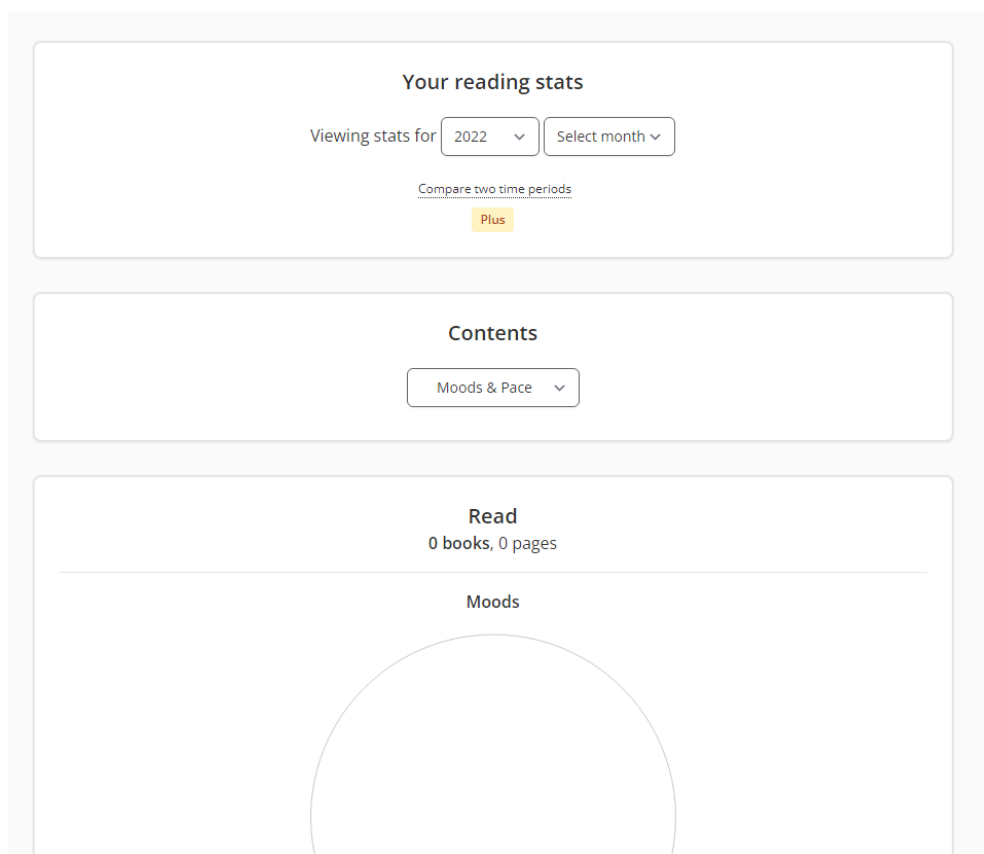 Your reading stats
Viewing stats for 2022 Select month
Compare two time periods
Plus
Contents
Moods & Pace
Read
0 books, 0 pages
Moods